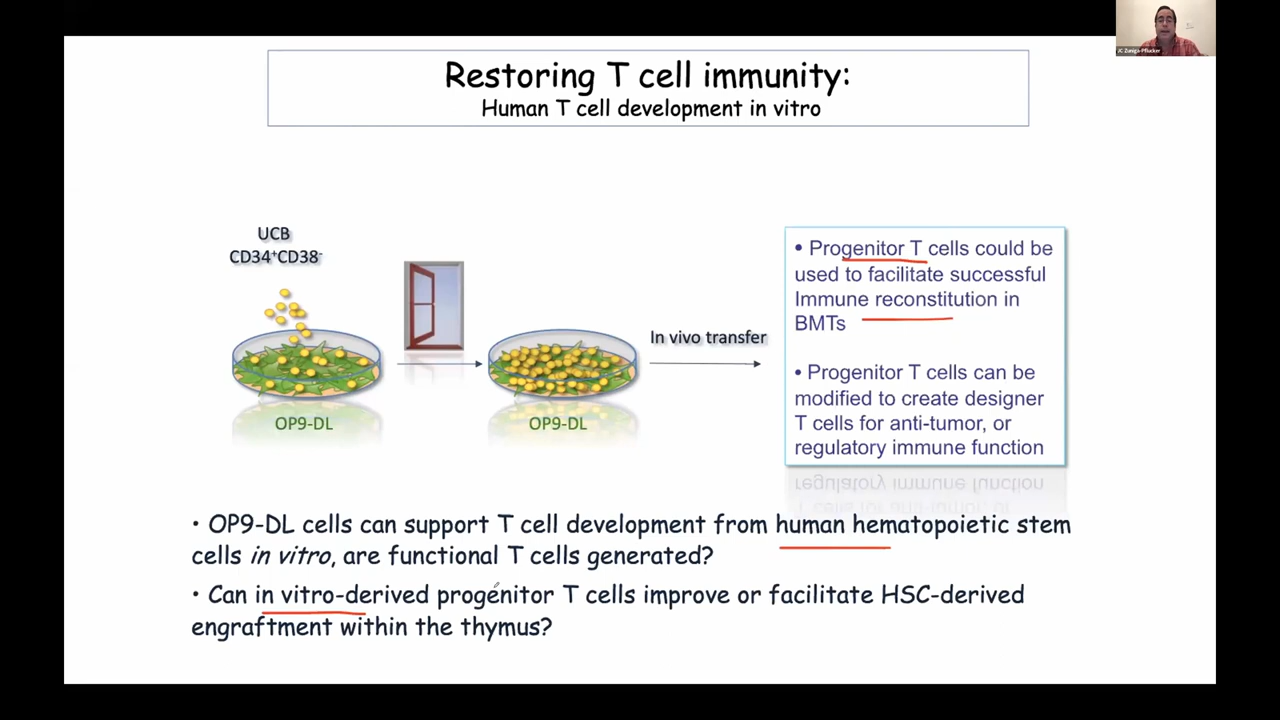 JC Zuniga-Pflucker
Restoring T cell immunity:
Human T cell development in vitro
UCB
CD34⁺CD38⁻
OP9-DL
OP9-DL
In vivo transfer
• Progenitor T cells could be
used to facilitate successful
Immune reconstitution in
BMTs
• Progenitor T cells can be
modified to create designer
T cells for anti-tumor, or
regulatory immune function
• OP9-DL cells can support T cell development from human hematopoietic stem
cells in vitro, are functional T cells generated?
• Can in vitro-derived progenitor T cells improve or facilitate HSC-derived
engraftment within the thymus?